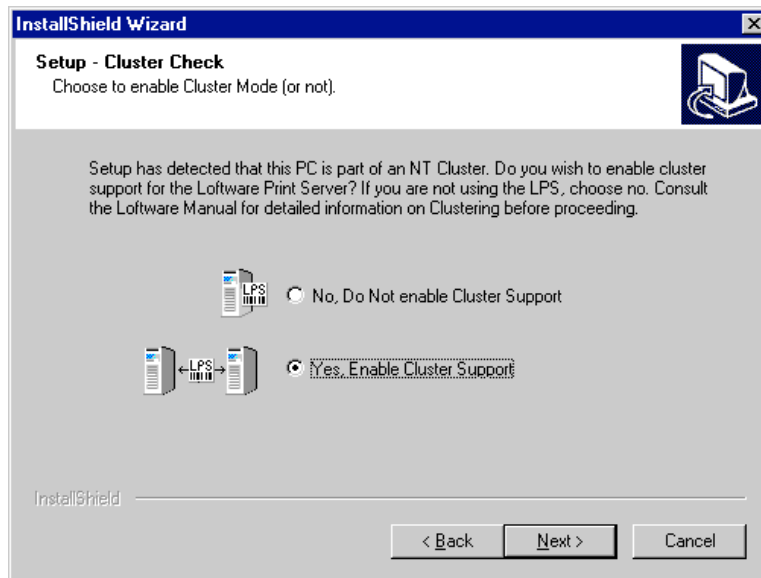 InstallShield Wizard
Setup - Cluster Check
Choose to enable Cluster Mode (or not).
Setup has detected that this PC is part of an NT Cluster. Do you wish to enable cluster
support for the Loftware Print Server? If you are not using the LPS, choose no. Consult
the Loftware Manual for detailed information on Clustering before proceeding.
LPS
No, Do Not enable Cluster Support
LPS
Yes, Enable Cluster Support
InstallShield
< Back
Next >
Cancel